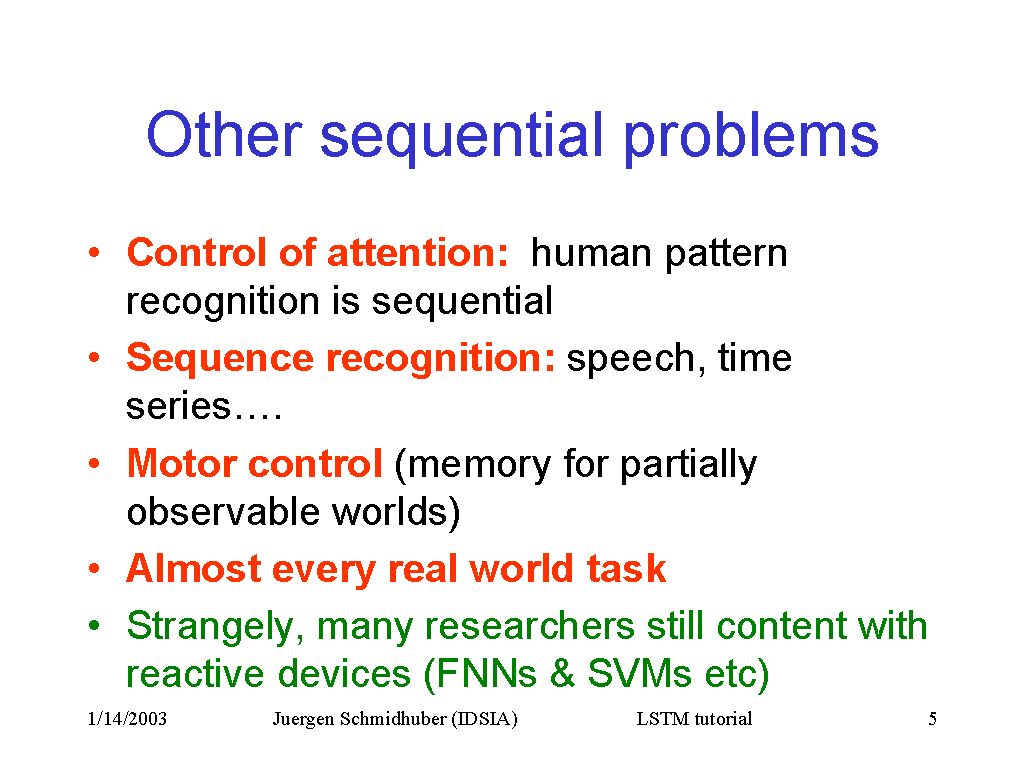 Other sequential problems
• Control of attention: human pattern
recognition is sequential
• Sequence recognition: speech, time
series….
• Motor control (memory for partially
observable worlds)
• Almost every real world task
• Strangely, many researchers still content with
reactive devices (FNNs & SVMs etc)
1/14/2003 Juergen Schmidhuber (IDSIA) LSTM tutorial 5